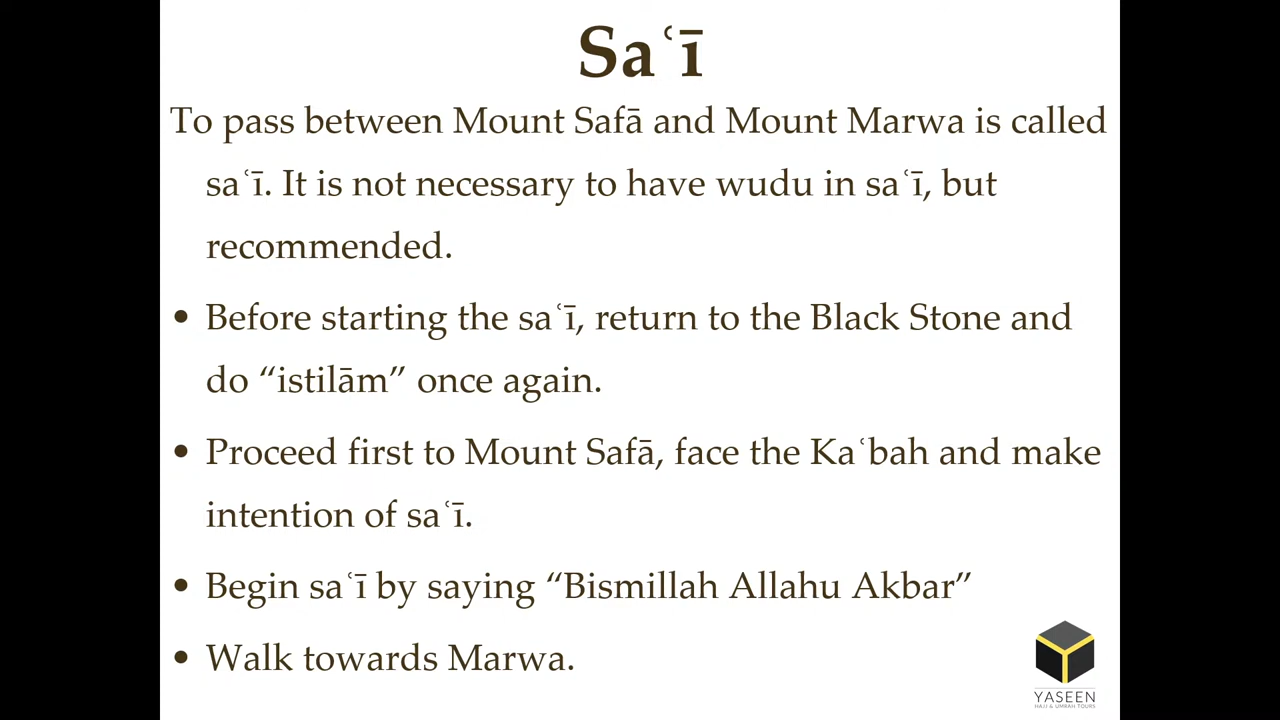 Saʿī
To pass between Mount Safā and Mount Marwa is called
saʿī. It is not necessary to have wudu in saʿī, but
recommended.
• Before starting the saʿī, return to the Black Stone and
do “istilām” once again.
• Proceed first to Mount Safā, face the Kaʿbah and make
intention of saʿī.
• Begin saʿī by saying “Bismillah Allahu Akbar”
• Walk towards Marwa.
YASEEN
HAJJ & UMRAH TOURS